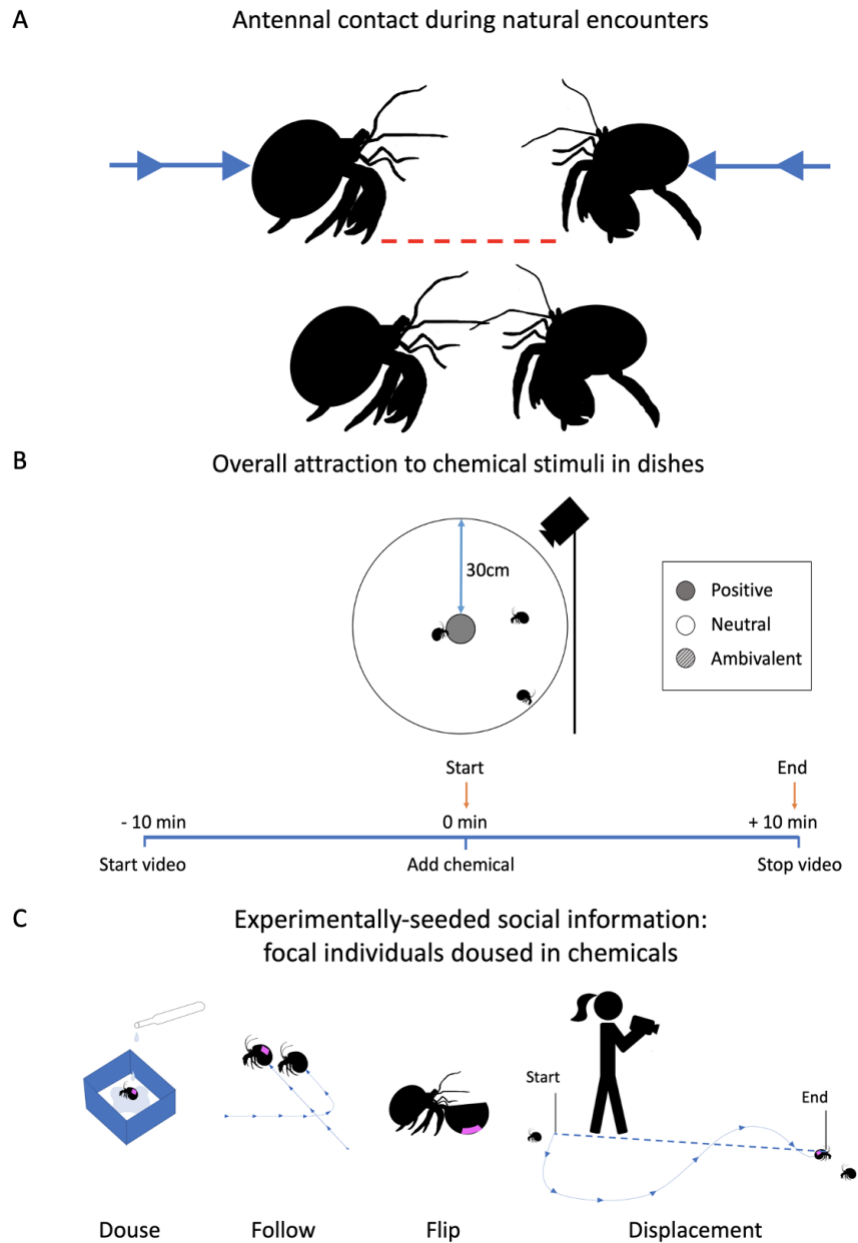 A
Antennal contact during natural encounters
B
Overall attraction to chemical stimuli in dishes
30cm
Positive
Neutral
Ambivalent
Start
End
- 10 min
0 min
+ 10 min
Start video
Add chemical
Stop video
C
Experimentally-seeded social information:
focal individuals doused in chemicals
Start
End
Douse
Follow
Flip
Displacement